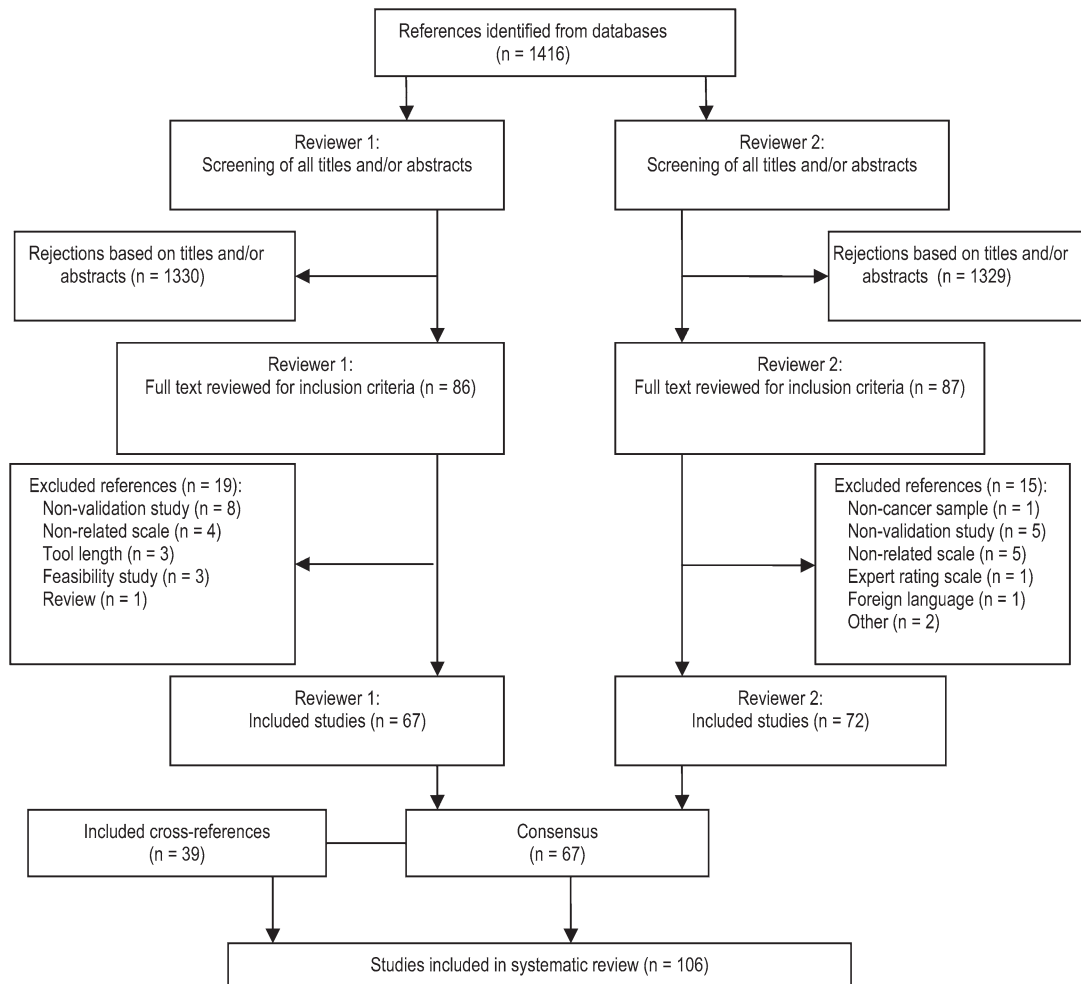 References identified from databases
(n = 1416)
Reviewer 1:
Screening of all titles and/or abstracts
Reviewer 2:
Screening of all titles and/or abstracts
Rejections based on titles and/or
abstracts (n = 1330)
Rejections based on titles and/or
abstracts (n = 1329)
Reviewer 1:
Full text reviewed for inclusion criteria (n = 86)
Reviewer 2:
Full text reviewed for inclusion criteria (n = 87)
Excluded references (n = 19):
Non-validation study (n = 8)
Non-related scale (n = 4)
Tool length (n = 3)
Feasibility study (n = 3)
Review (n = 1)
Excluded references (n = 15):
Non-cancer sample (n = 1)
Non-validation study (n = 5)
Non-related scale (n = 5)
Expert rating scale (n = 1)
Foreign language (n = 1)
Other (n = 2)
Reviewer 1:
Included studies (n = 67)
Reviewer 2:
Included studies (n = 72)
Included cross-references
(n = 39)
Consensus
(n = 67)
Studies included in systematic review (n = 106)